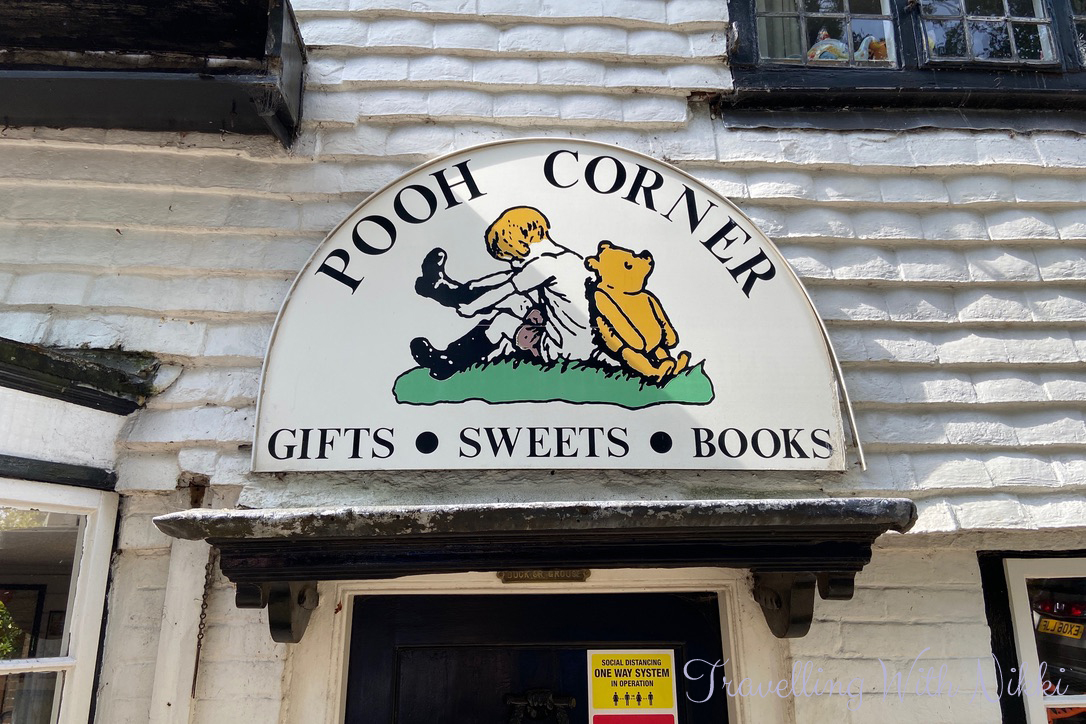 POOH CORNER
GIFTS • SWEETS • BOOKS
SOCIAL DISTANCING
ONE WAY SYSTEM
IN OPERATION
Travelling With Nikki